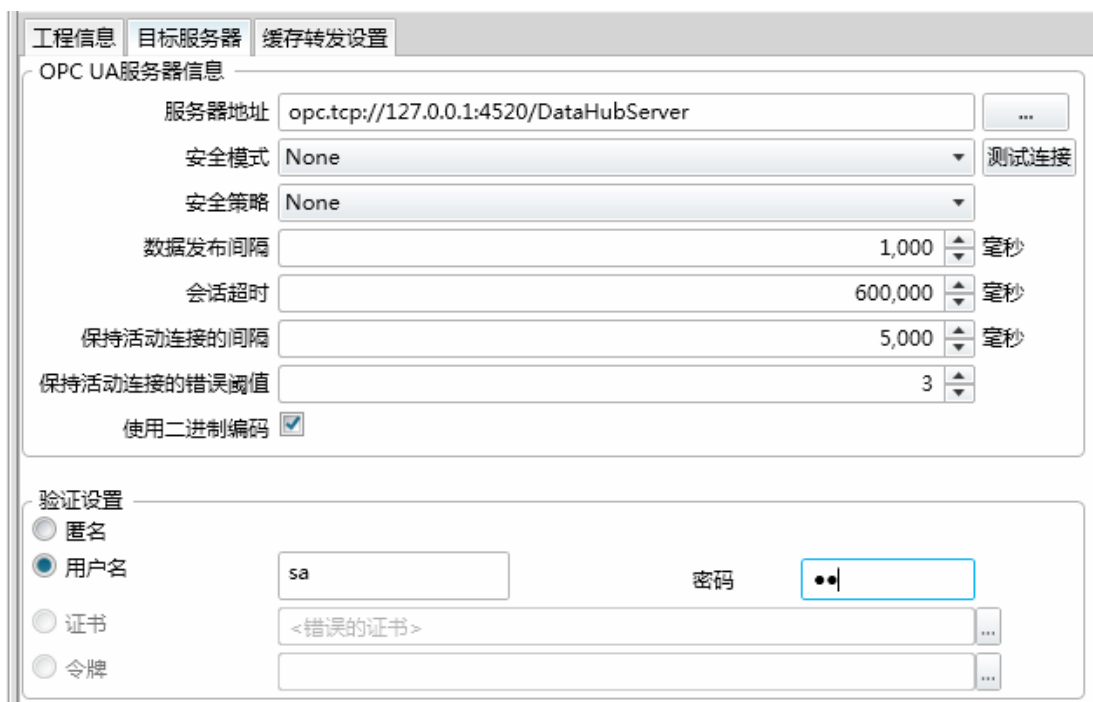 工程信息 目标服务器 缓存转发设置
OPC UA服务器信息
服务器地址 opc.tcp://127.0.0.1:4520/DataHubServer ...
安全模式 None 测试连接
安全策略 None
数据发布间隔 1,000 毫秒
会话超时 600,000 毫秒
保持活动连接的间隔 5,000 毫秒
保持活动连接的错误阈值 3
使用二进制编码
验证设置
匿名
用户名 sa 密码 ••
证书 <错误的证书> ...
令牌 ...